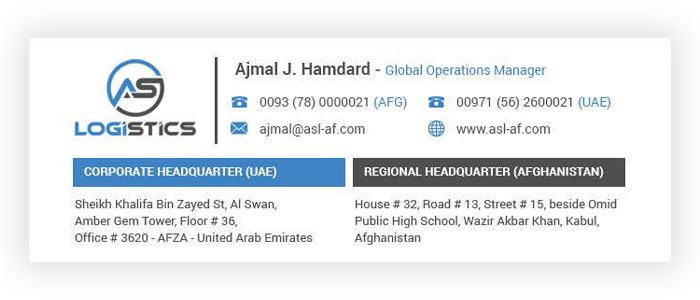 AS
LOGISTICS
Ajmal J. Hamdard - Global Operations Manager
0093 (78) 0000021 (AFG) 00971 (56) 2600021 (UAE)
ajmal@asl-af.com www.asl-af.com
CORPORATE HEADQUARTER (UAE)
Sheikh Khalifa Bin Zayed St, Al Swan,
Amber Gem Tower, Floor # 36,
Office # 3620 - AFZA - United Arab Emirates
REGIONAL HEADQUARTER (AFGHANISTAN)
House # 32, Road # 13, Street # 15, beside Omid
Public High School, Wazir Akbar Khan, Kabul,
Afghanistan